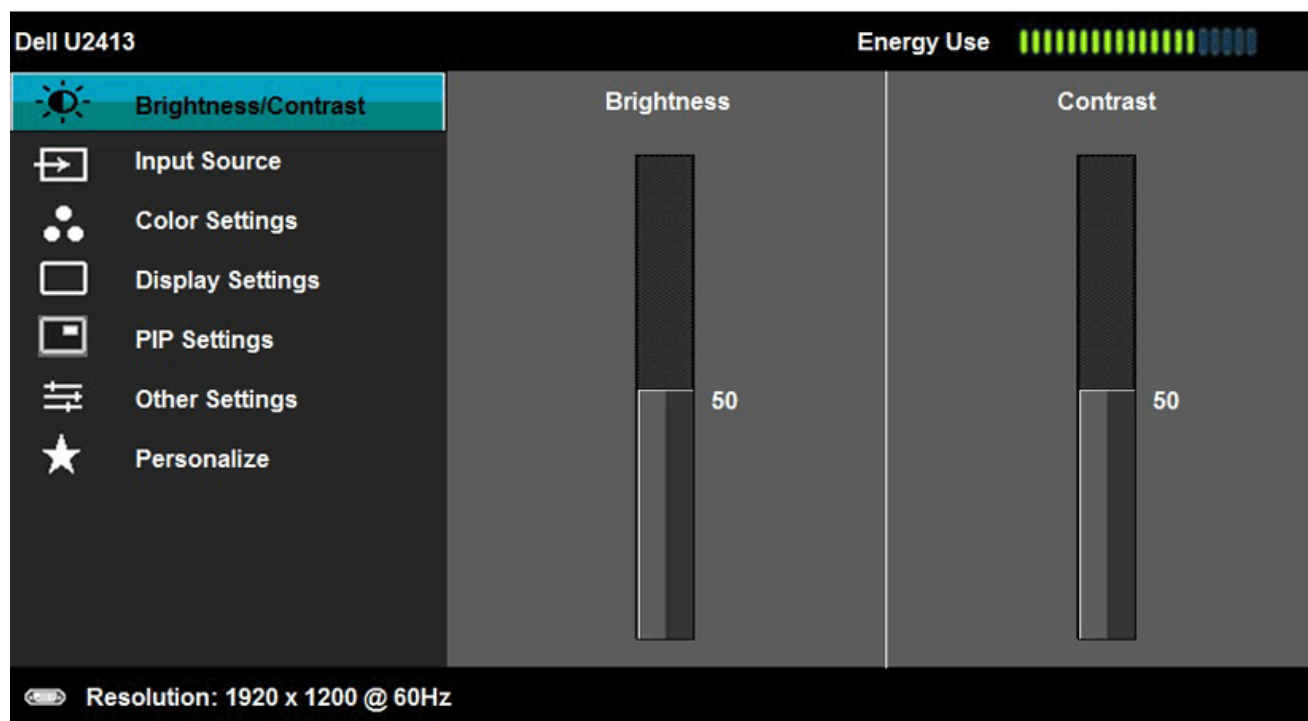 Dell U2413
Energy Use
Brightness/Contrast
Input Source
Color Settings
Display Settings
PIP Settings
Other Settings
Personalize
Brightness
50
Contrast
50
Resolution: 1920 x 1200 @ 60Hz